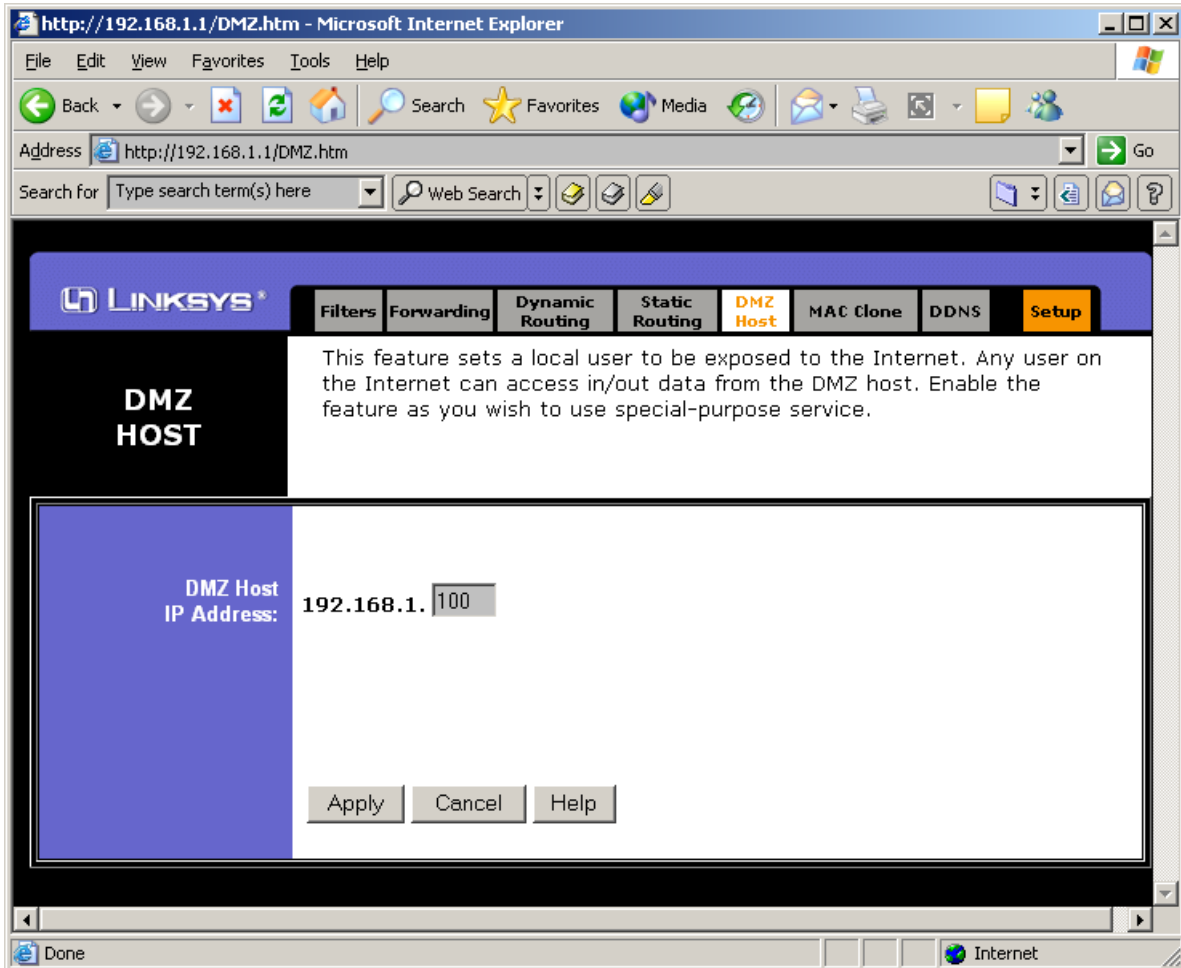 http://192.168.1.1/DMZ.htm - Microsoft Internet Explorer
File Edit View Favorites Tools Help
Back Search Favorites Media
Address http://192.168.1.1/DMZ.htm Go
Search for Type search term(s) here Web Search
LINKSYS®
Filters Forwarding Dynamic Routing Static Routing DMZ Host MAC Clone DDNS Setup
DMZ
HOST
This feature sets a local user to be exposed to the Internet. Any user on
the Internet can access in/out data from the DMZ host. Enable the
feature as you wish to use special-purpose service.
DMZ Host
IP Address:
192.168.1. 100
Apply Cancel Help
Done Internet